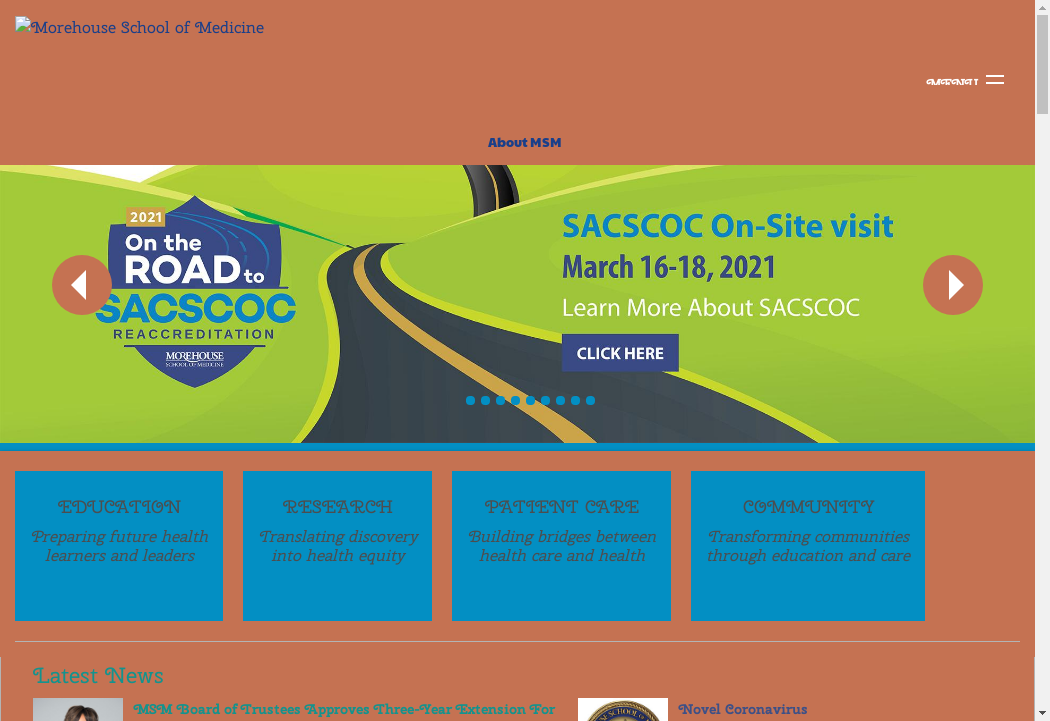 Morehouse School of Medicine
About MSM
2021
On the
ROAD to
SACSCOC
REACCREDITATION
MOREHOUSE
SCHOOL OF MEDICINE
SACSCOC On-Site visit
March 16-18, 2021
Learn More About SACSCOC
CLICK HERE
EDUCATION
Preparing future health
learners and leaders
RESEARCH
Translating discovery
into health equity
PATIENT CARE
Building bridges between
health care and health
COMMUNITY
Transforming communities
through education and care
Latest News
MSM Board of Trustees Approves Three-Year Extension For
Novel Coronavirus